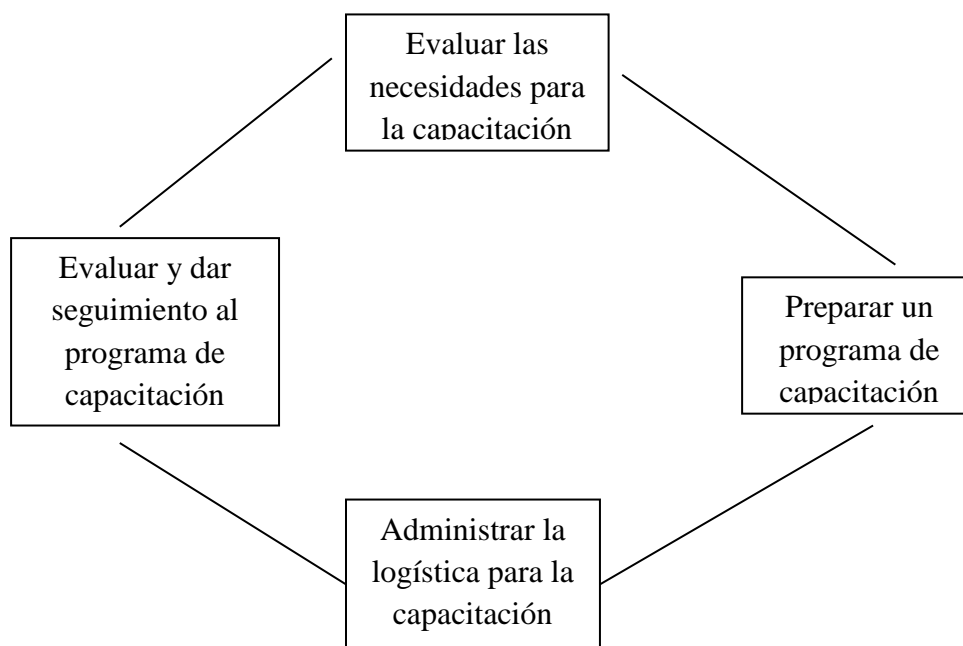 Evaluar las
necesidades para
la capacitación
Evaluar y dar
seguimiento al
programa de
capacitación
Preparar un
programa de
capacitación
Administrar la
logística para la
capacitación